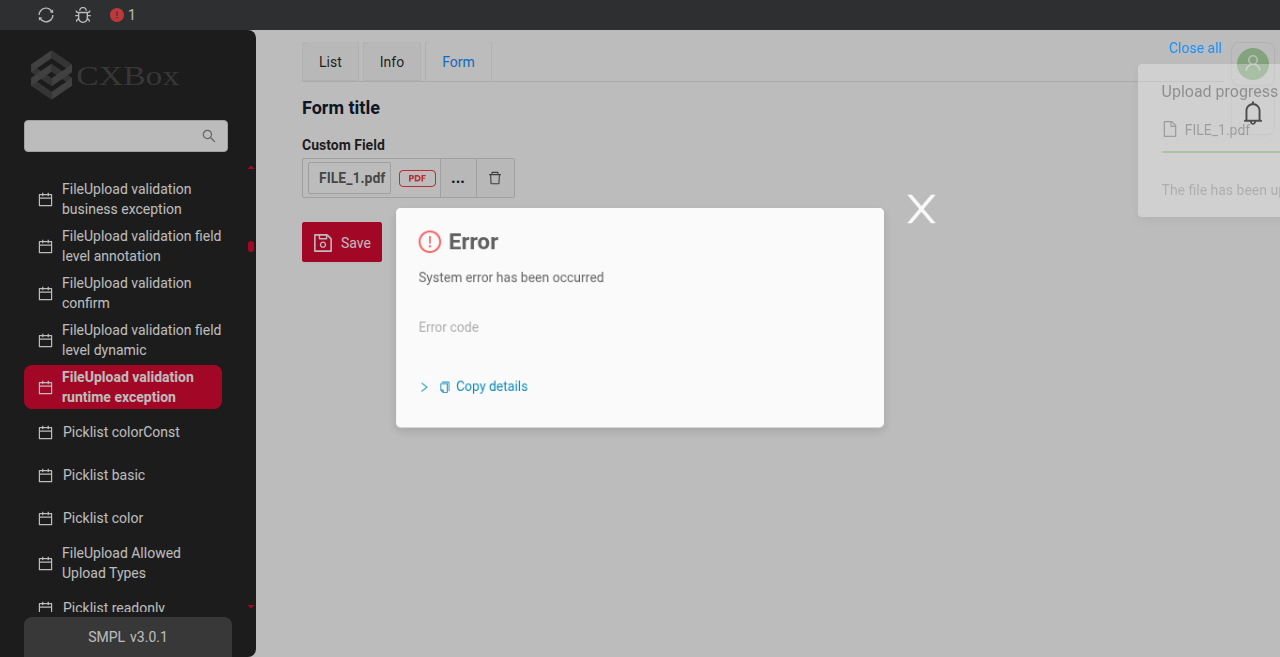 1
CXBox
FileUpload validation
business exception
FileUpload validation field
level annotation
FileUpload validation
confirm
FileUpload validation field
level dynamic
FileUpload validation
runtime exception
Picklist colorConst
Picklist basic
Picklist color
FileUpload Allowed
Upload Types
Picklist readonly
SMPL v3.0.1
List
Info
Form
Close all
Form title
Custom Field
FILE_1.pdf
PDF
...
Save
Upload progress
FILE_1.pdf
The file has been up
Error
System error has been occurred
Error code
Copy details